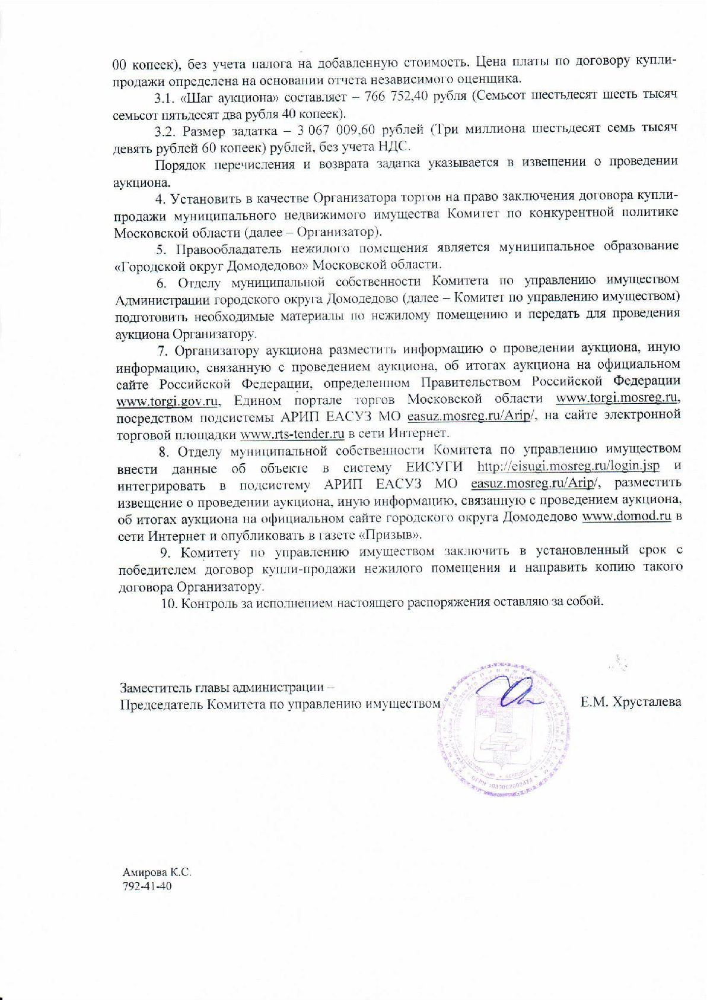 00 копеек), без учета налога на добавленную стоимость. Цена платы по договору купли-
продажи определена на основании отчета независимого оценщика.
3.1. «Шаг аукциона» составляет – 766 752,40 рубля (Семьсот шестьдесят шесть тысяч
семьсот пятьдесят два рубля 40 копеек).
3.2. Размер задатка – 3 067 009,60 рублей (Три миллиона шестьдесят семь тысяч
девять рублей 60 копеек) рублей, без учета НДС.
Порядок перечисления и возврата задатка указывается в извещении о проведении
аукциона.
4. Установить в качестве Организатора торгов на право заключения договора купли-
продажи муниципального недвижимого имущества Комитет по конкурентной политике
Московской области (далее – Организатор).
5. Правообладатель нежилого помещения является муниципальное образование
«Городской округ Домодедово» Московской области.
6. Отделу муниципальной собственности Комитета по управлению имуществом
Администрации городского округа Домодедово (далее – Комитет по управлению имуществом)
подготовить необходимые материалы по нежилому помещению и передать для проведения
аукциона Организатору.
7. Организатору аукциона разместить информацию о проведении аукциона, иную
информацию, связанную с проведением аукциона, об итогах аукциона на официальном
сайте Российской Федерации, определенном Правительством Российской Федерации
www.torgi.gov.ru, Едином портале торгов Московской области www.torgi.mosreg.ru,
посредством подсистемы АРИП ЕАСУЗ МО easuz.mosreg.ru/Arip/, на сайте электронной
торговой площадки www.rts-tender.ru в сети Интернет.
8. Отделу муниципальной собственности Комитета по управлению имуществом
внести данные об объекте в систему ЕИСУГИ http://eisugi.mosreg.ru/login.jsp и
интегрировать в подсистему АРИП ЕАСУЗ МО easuz.mosreg.ru/Arip/, разместить
извещение о проведении аукциона, иную информацию, связанную с проведением аукциона,
об итогах аукциона на официальном сайте городского округа Домодедово www.domod.ru в
сети Интернет и опубликовать в газете «Призыв».
9. Комитету по управлению имуществом заключить в установленный срок с
победителем договор купли-продажи нежилого помещения и направить копию такого
договора Организатору.
10. Контроль за исполнением настоящего распоряжения оставляю за собой.
Заместитель главы администрации –
Председатель Комитета по управлению имуществом
Е.М. Хрусталева
ОГРН 1035002002474
Амирова К.С.
792-41-40